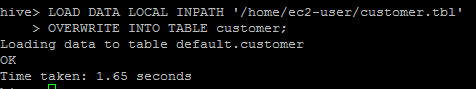 hive> LOAD DATA LOCAL INPATH '/home/ec2-user/customer.tbl'
    > OVERWRITE INTO TABLE customer;
Loading data to table default.customer
OK
Time taken: 1.65 seconds